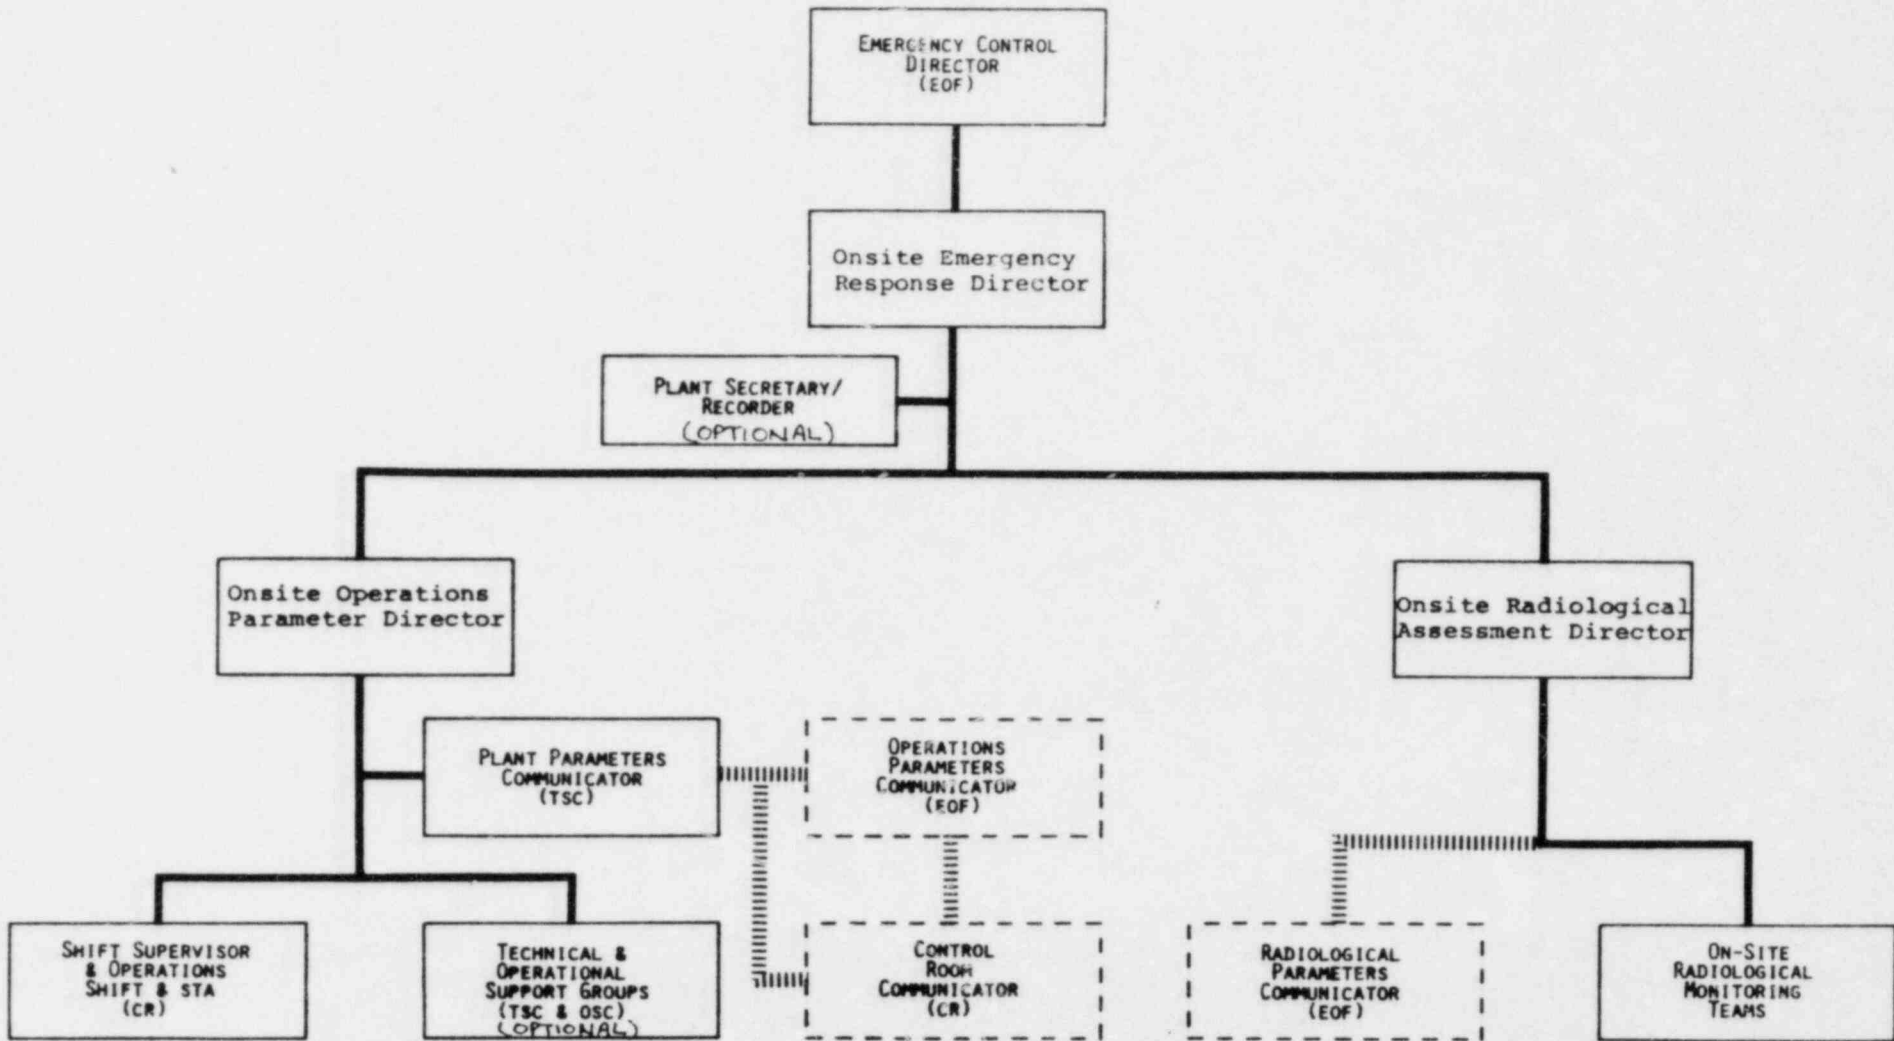 EMERGENCY CONTROL
DIRECTOR
(EOF)
Onsite Emergency
Response Director
PLANT SECRETARY/
RECORDER
(OPTIONAL)
Onsite Operations
Parameter Director
Onsite Radiological
Assessment Director
PLANT PARAMETERS
COMMUNICATOR
(TSC)
OPERATIONS
PARAMETERS
COMMUNICATOR
(EOF)
SHIFT SUPERVISOR
& OPERATIONS
SHIFT & STA
(CR)
TECHNICAL &
OPERATIONAL
SUPPORT GROUPS
(TSC & OSC)
(OPTIONAL)
CONTROL
ROOM
COMMUNICATOR
(CR)
RADIOLOGICAL
PARAMETERS
COMMUNICATOR
(EOF)
ON-SITE
RADIOLOGICAL
MONITORING
TEAMS